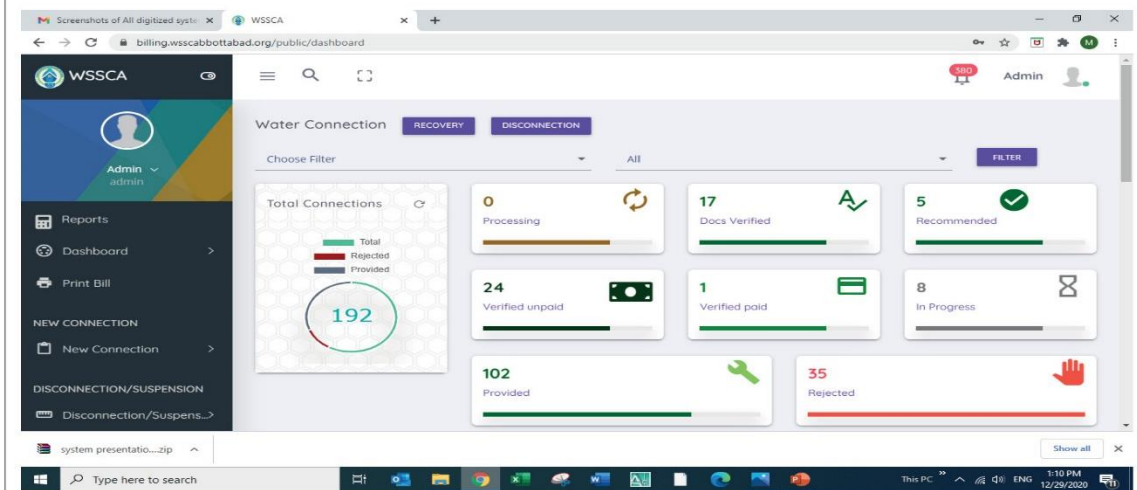 Screenshots of All digitized syste
WSSCA
billing.wsscabbottabad.org/public/dashboard
M
WSSCA
380
Admin
Admin
admin
Reports
Dashboard
Print Bill
NEW CONNECTION
New Connection
DISCONNECTION/SUSPENSION
Disconnection/Suspens...
Water Connection RECOVERY DISCONNECTION
Choose Filter All FILTER
Total Connections
Total
Rejected
Provided
192
0
Processing
17
Docs Verified
5
Recommended
24
Verified unpaid
1
Verified paid
8
In Progress
102
Provided
35
Rejected
system presentatio....zip
Show all
Type here to search
This PC
ENG
1:10 PM
12/29/2020